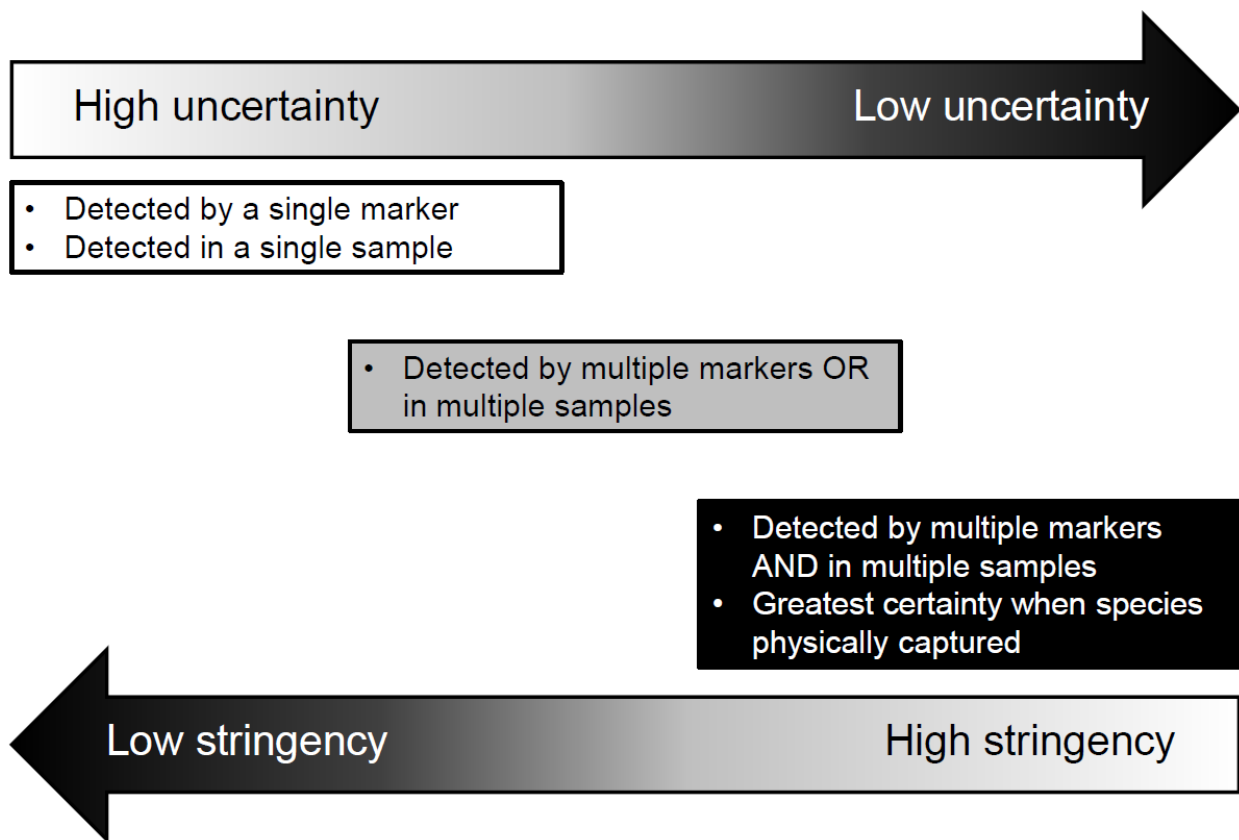 High uncertainty
Low uncertainty
• Detected by a single marker
• Detected in a single sample
• Detected by multiple markers OR
in multiple samples
• Detected by multiple markers
AND in multiple samples
• Greatest certainty when species
physically captured
Low stringency
High stringency